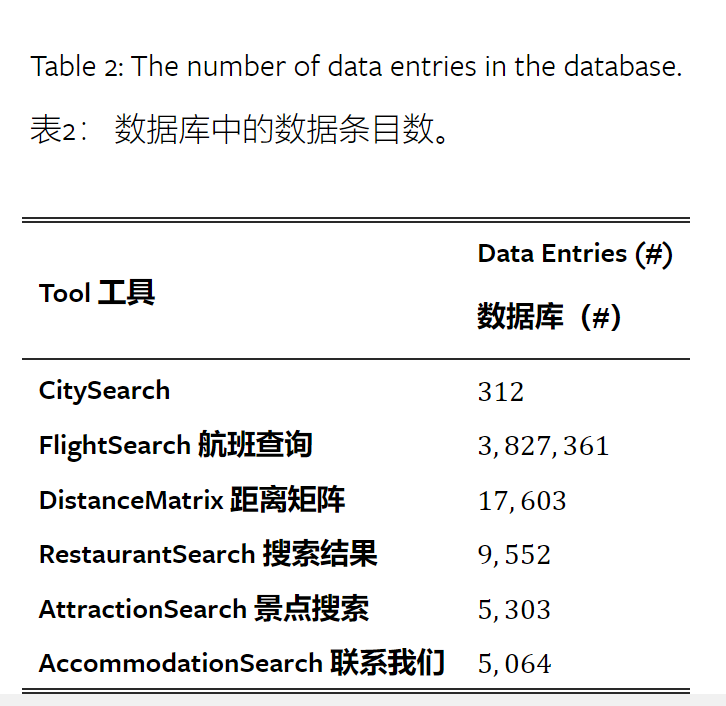 Table 2: The number of data entries in the database.
表2： 数据库中的数据条目数。
Tool 工具
Data Entries (#)
数据库（#）
CitySearch 312
FlightSearch 航班查询 3,827,361
DistanceMatrix 距离矩阵 17,603
RestaurantSearch 搜索结果 9,552
AttractionSearch 景点搜索 5,303
AccommodationSearch 联系我们 5,064